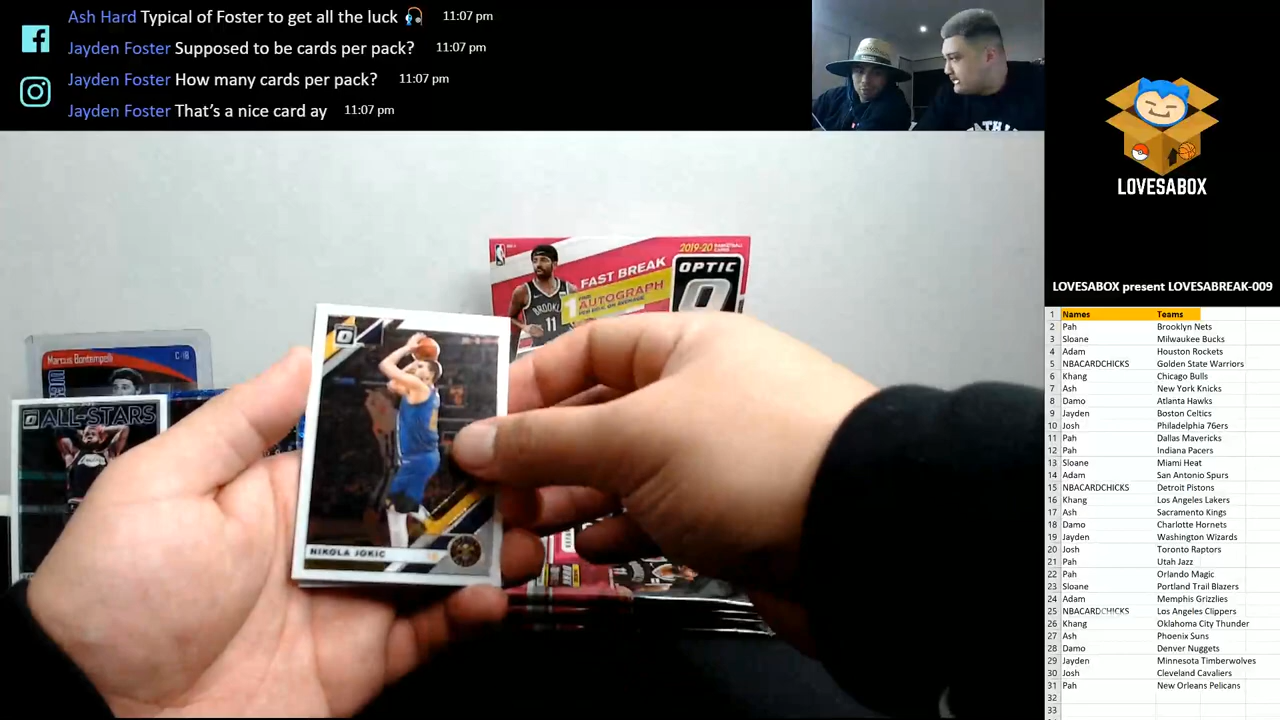 Ash Hard Typical of Foster to get all the luck 🎧 11:07 pm
Jayden Foster Supposed to be cards per pack? 11:07 pm
Jayden Foster How many cards per pack? 11:07 pm
Jayden Foster That's a nice card ay 11:07 pm
LOVESABOX
LOVESABOX present LOVESABREAK-009
1 Names Teams
2 Pah Brooklyn Nets
3 Sloane Milwaukee Bucks
4 Adam Houston Rockets
5 NBACARDCHICKS Golden State Warriors
6 Khang Chicago Bulls
7 Ash New York Knicks
8 Damo Atlanta Hawks
9 Jayden Boston Celtics
10 Josh Philadelphia 76ers
11 Pah Dallas Mavericks
12 Pah Indiana Pacers
13 Sloane Miami Heat
14 Adam San Antonio Spurs
15 NBACARDCHICKS Detroit Pistons
16 Khang Los Angeles Lakers
17 Ash Sacramento Kings
18 Damo Charlotte Hornets
19 Jayden Washington Wizards
20 Josh Toronto Raptors
21 Pah Utah Jazz
22 Pah Orlando Magic
23 Sloane Portland Trail Blazers
24 Adam Memphis Grizzlies
25 NBACARDCHICKS Los Angeles Clippers
26 Khang Oklahoma City Thunder
27 Ash Phoenix Suns
28 Damo Denver Nuggets
29 Jayden Minnesota Timberwolves
30 Josh Cleveland Cavaliers
31 Pah New Orleans Pelicans
32
33
2019-20 BASKETBALL CARDS
FAST BREAK
OPTIC
1 AUTOGRAPH
BROOKLYN
11
Marcus Bontempelli C-18
ALL-STARS
NIKOLA JOKIC